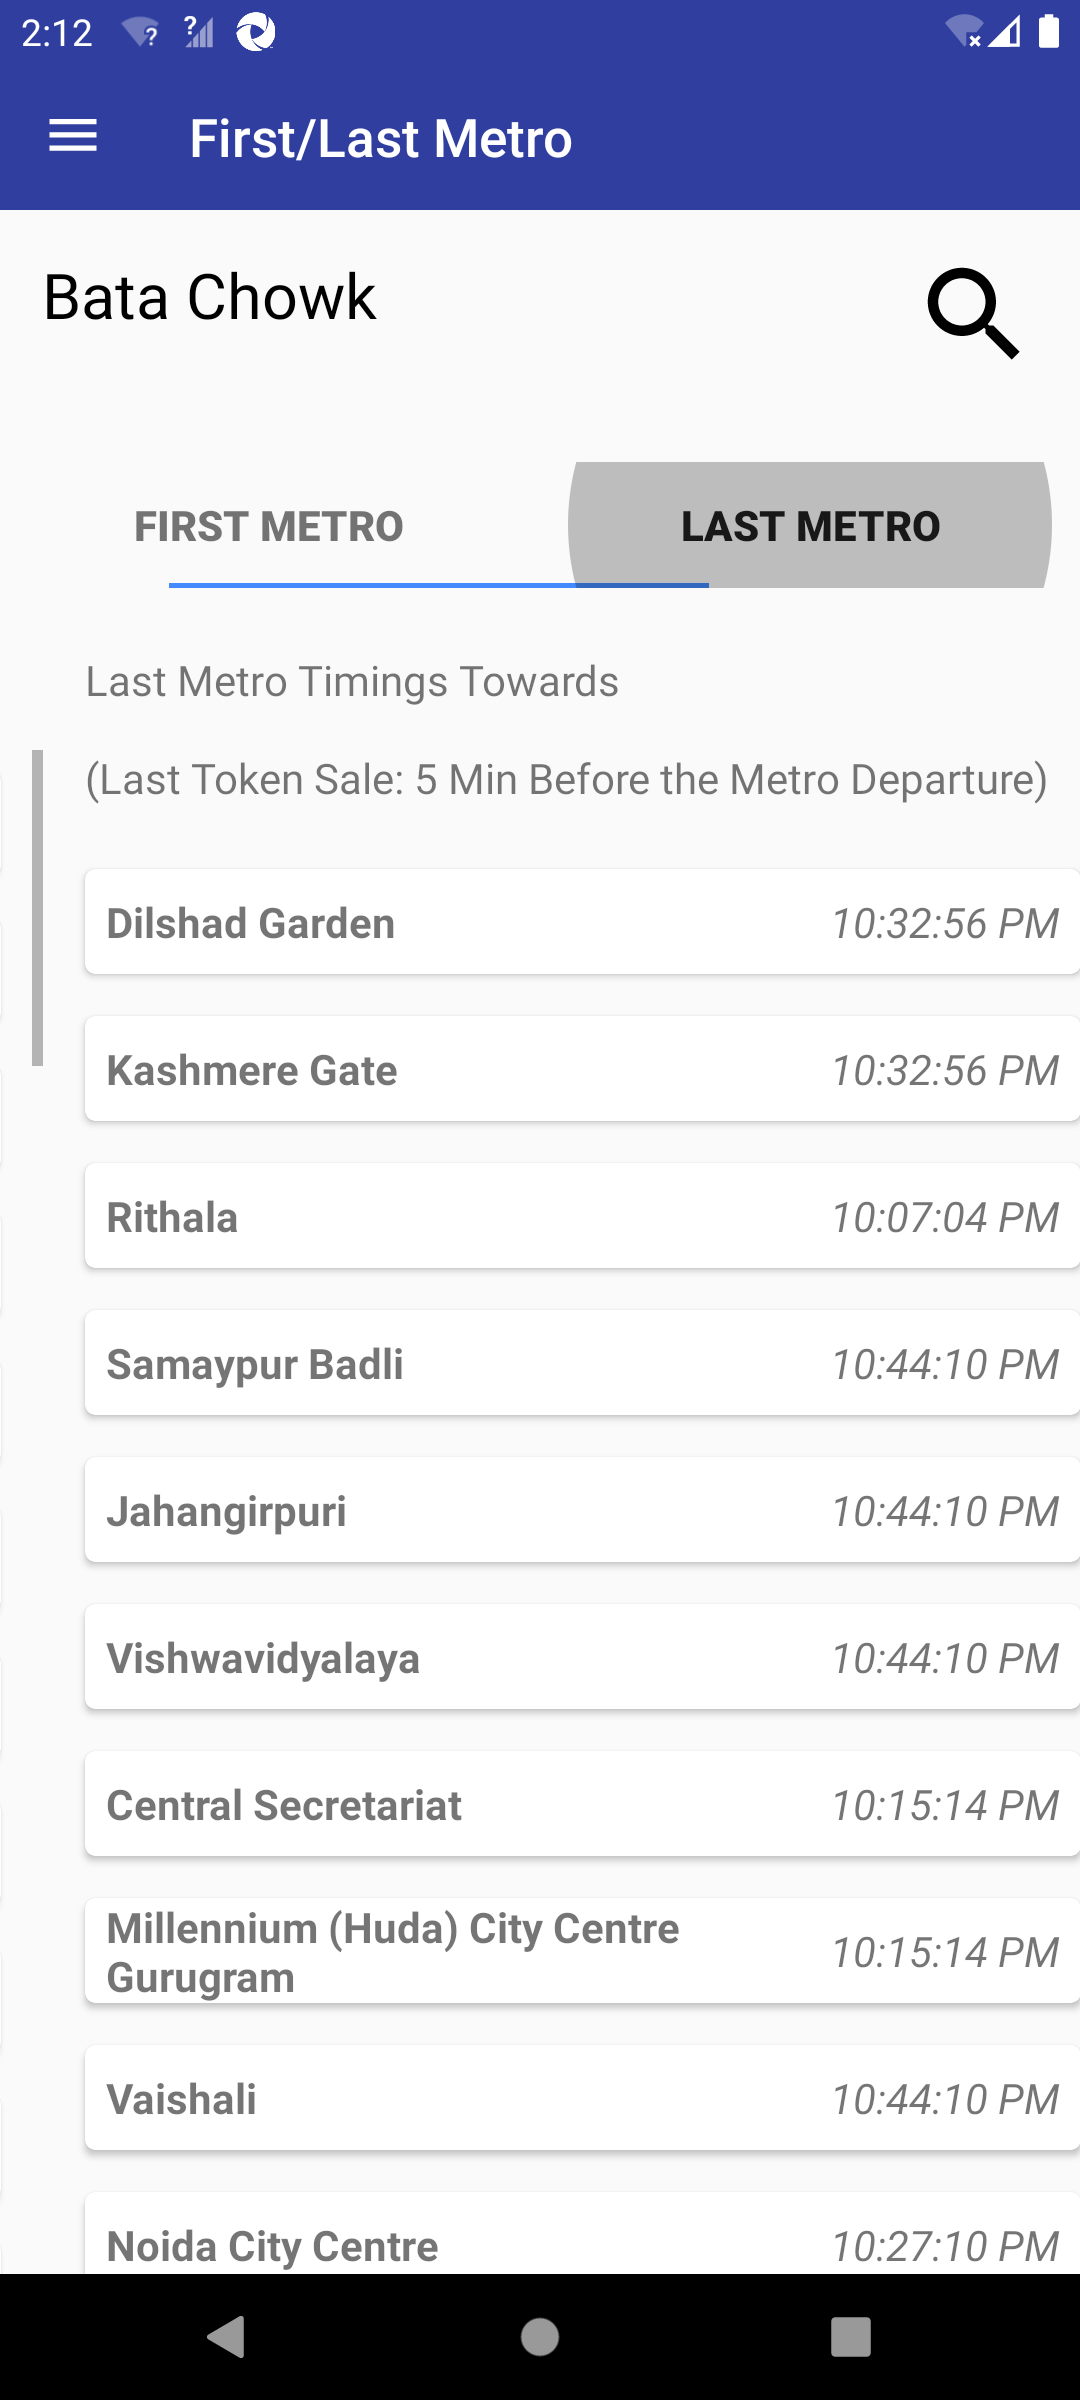 2:12
First/Last Metro
Bata Chowk
FIRST METRO
LAST METRO
Last Metro Timings Towards
(Last Token Sale: 5 Min Before the Metro Departure)
Dilshad Garden 10:32:56 PM
Kashmere Gate 10:32:56 PM
Rithala 10:07:04 PM
Samaypur Badli 10:44:10 PM
Jahangirpuri 10:44:10 PM
Vishwavidyalaya 10:44:10 PM
Central Secretariat 10:15:14 PM
Millennium (Huda) City Centre
Gurugram 10:15:14 PM
Vaishali 10:44:10 PM
Noida City Centre 10:27:10 PM